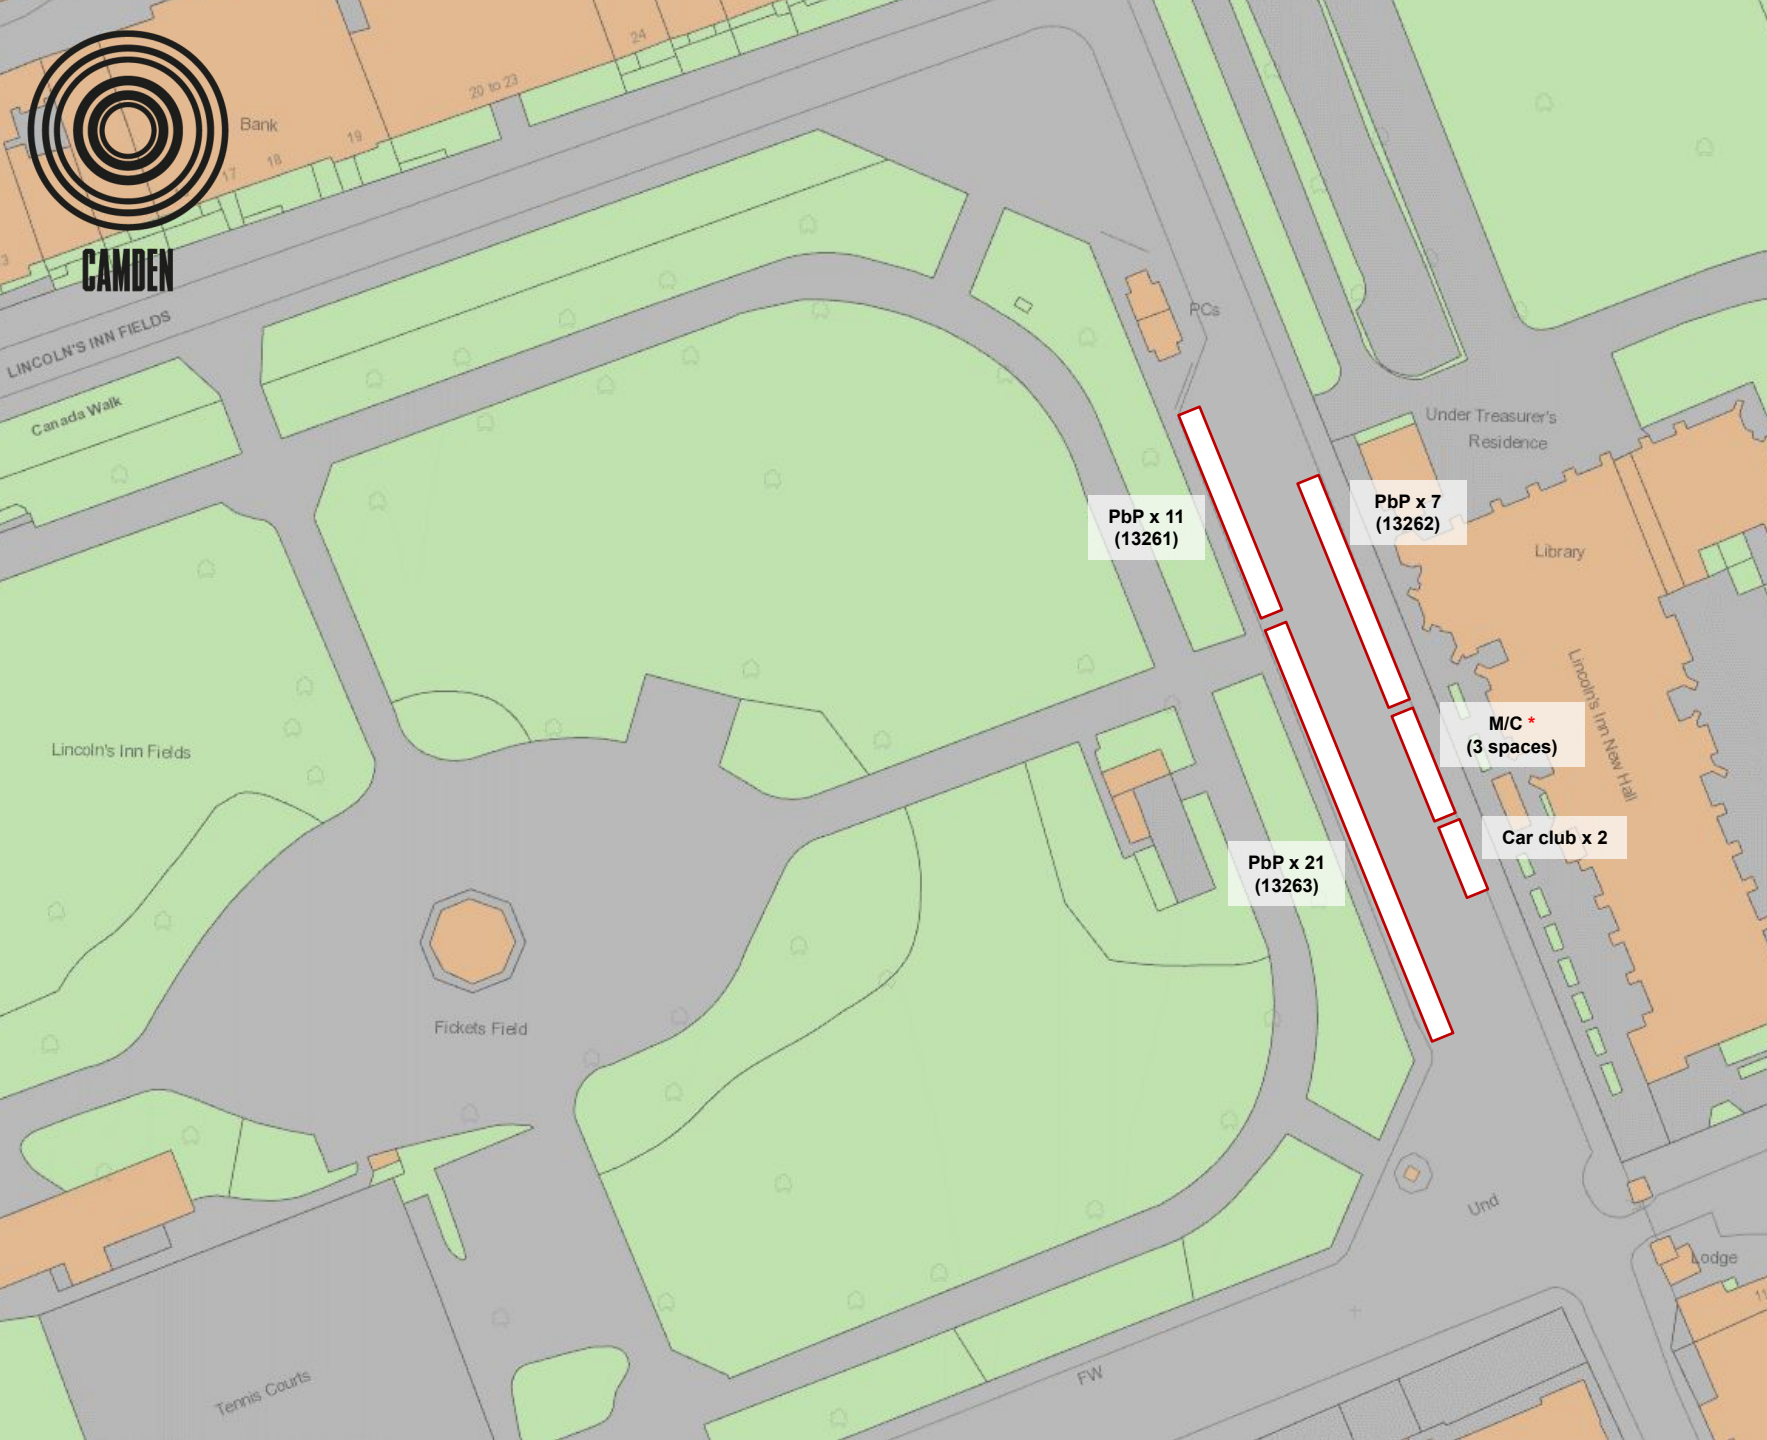 24
20 to 23
Bank
19
18
17
3
CAMDEN
LINCOLN'S INN FIELDS
Canada Walk
PCs
Under Treasurer's
Residence
PbP x 11
(13261)
PbP x 7
(13262)
Library
Lincoln's Inn New Hall
M/C *
(3 spaces)
Lincoln's Inn Fields
Car club x 2
PbP x 21
(13263)
Fickets Field
Und
Lodge
11
FW
Tennis Courts